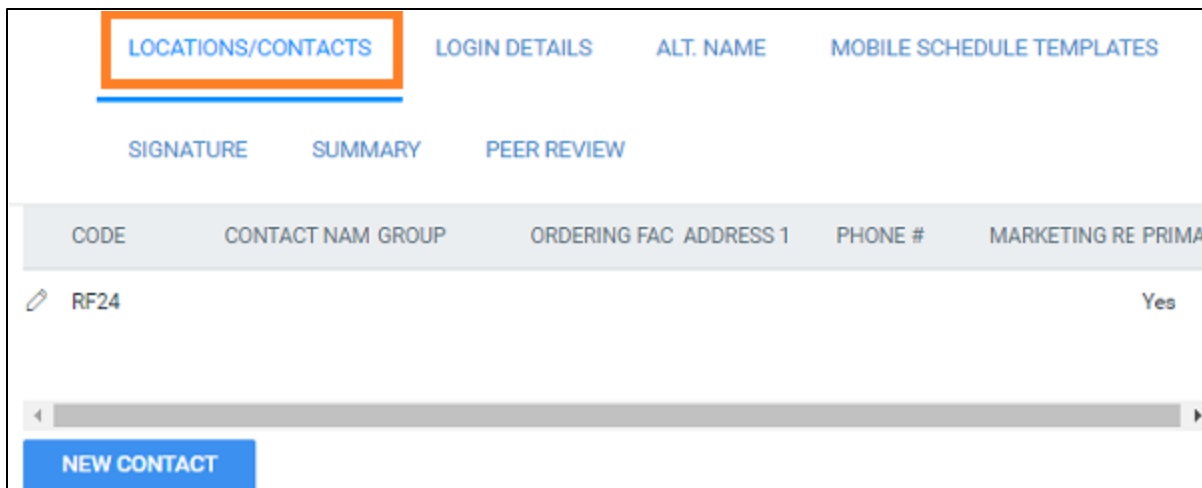 LOCATIONS/CONTACTS LOGIN DETAILS ALT. NAME MOBILE SCHEDULE TEMPLATES
SIGNATURE SUMMARY PEER REVIEW
CODE CONTACT NAM GROUP ORDERING FAC ADDRESS 1 PHONE # MARKETING RE PRIMA
RF24 Yes
NEW CONTACT